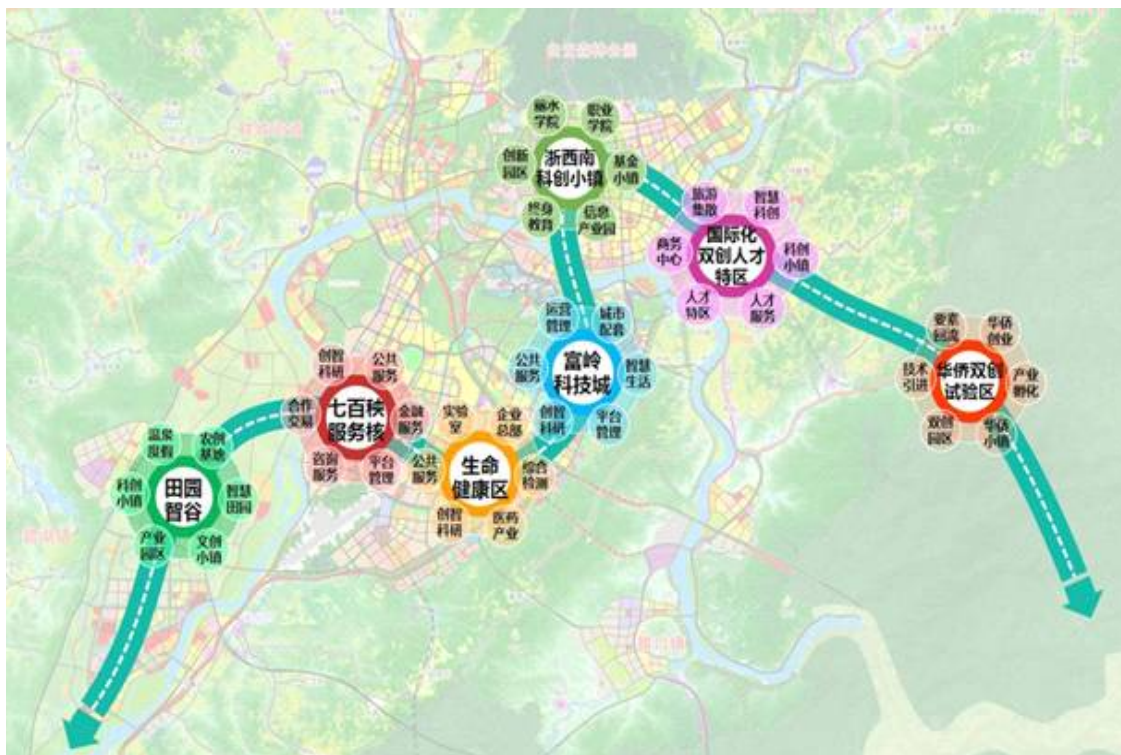 白云森林公园
丽水
学院
职业
学院
创新
园区
浙西南
科创小镇
基金
小镇
终身
教育
信息
产业园
旅游
集散
智慧
科创
商务
中心
国际化
双创人才
特区
科创
小镇
人才
特区
人才
服务
运营
管理
城市
配套
公共
服务
富岭
科技城
智慧
生活
创智
科研
平台
管理
要素
回流
华侨
创业
技术
引进
华侨双创
试验区
产业
孵化
双创
园区
华侨
小镇
创智
科研
公共
服务
合作
交易
七百秧
服务核
金融
服务
咨询
服务
平台
管理
实验
室
企业
总部
公共
服务
生命
健康区
综合
检测
创智
科研
医药
产业
温泉
度假
农创
基地
科创
小镇
田园
智谷
智慧
田园
产业
园区
文创
小镇